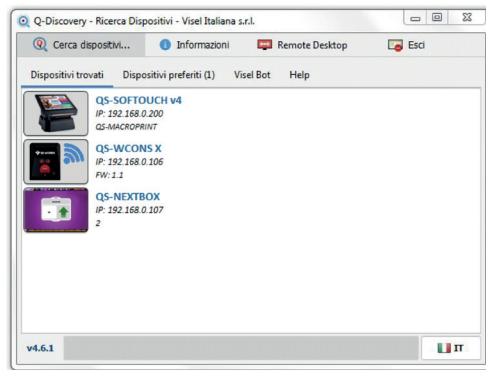 Q-Discovery - Ricerca Dispositivi - Visel Italiana s.r.l.
Cerca dispositivi... Informazioni Remote Desktop Esci
Dispositivi trovati Dispositivi preferiti (1) Visel Bot Help
QS-SOFTOUCH v4
IP: 192.168.0.200
QS-MACROPRINT
QS-WCONS X
IP: 192.168.0.106
FW: 1.1
QS-NEXTBOX
IP: 192.168.0.107
2
v4.6.1 IT